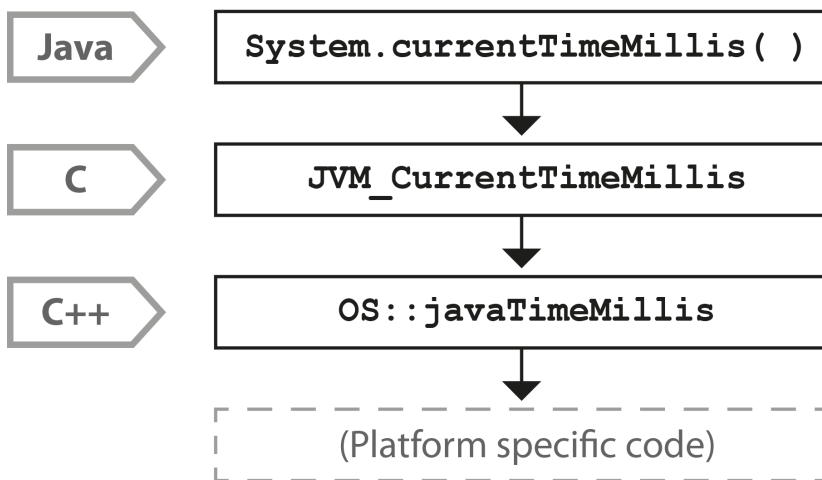 Java
System.currentTimeMillis( )
C
JVM_CurrentTimeMillis
C++
OS::javaTimeMillis
(Platform specific code)